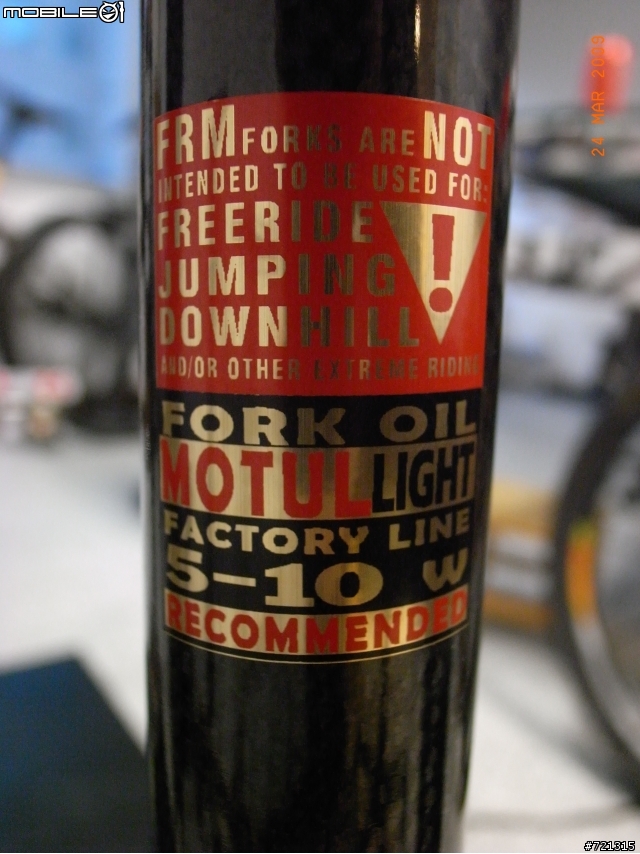 MOBILE01
24 MAR 2008
FRM FORKS ARE NOT
INTENDED TO BE USED FOR:
FREERIDE
JUMPING
DOWNHILL
!
AND/OR OTHER EXTREME RIDING
FORK OIL
MOTUL LIGHT
FACTORY LINE
5-10 W
RECOMMENDED
#721315